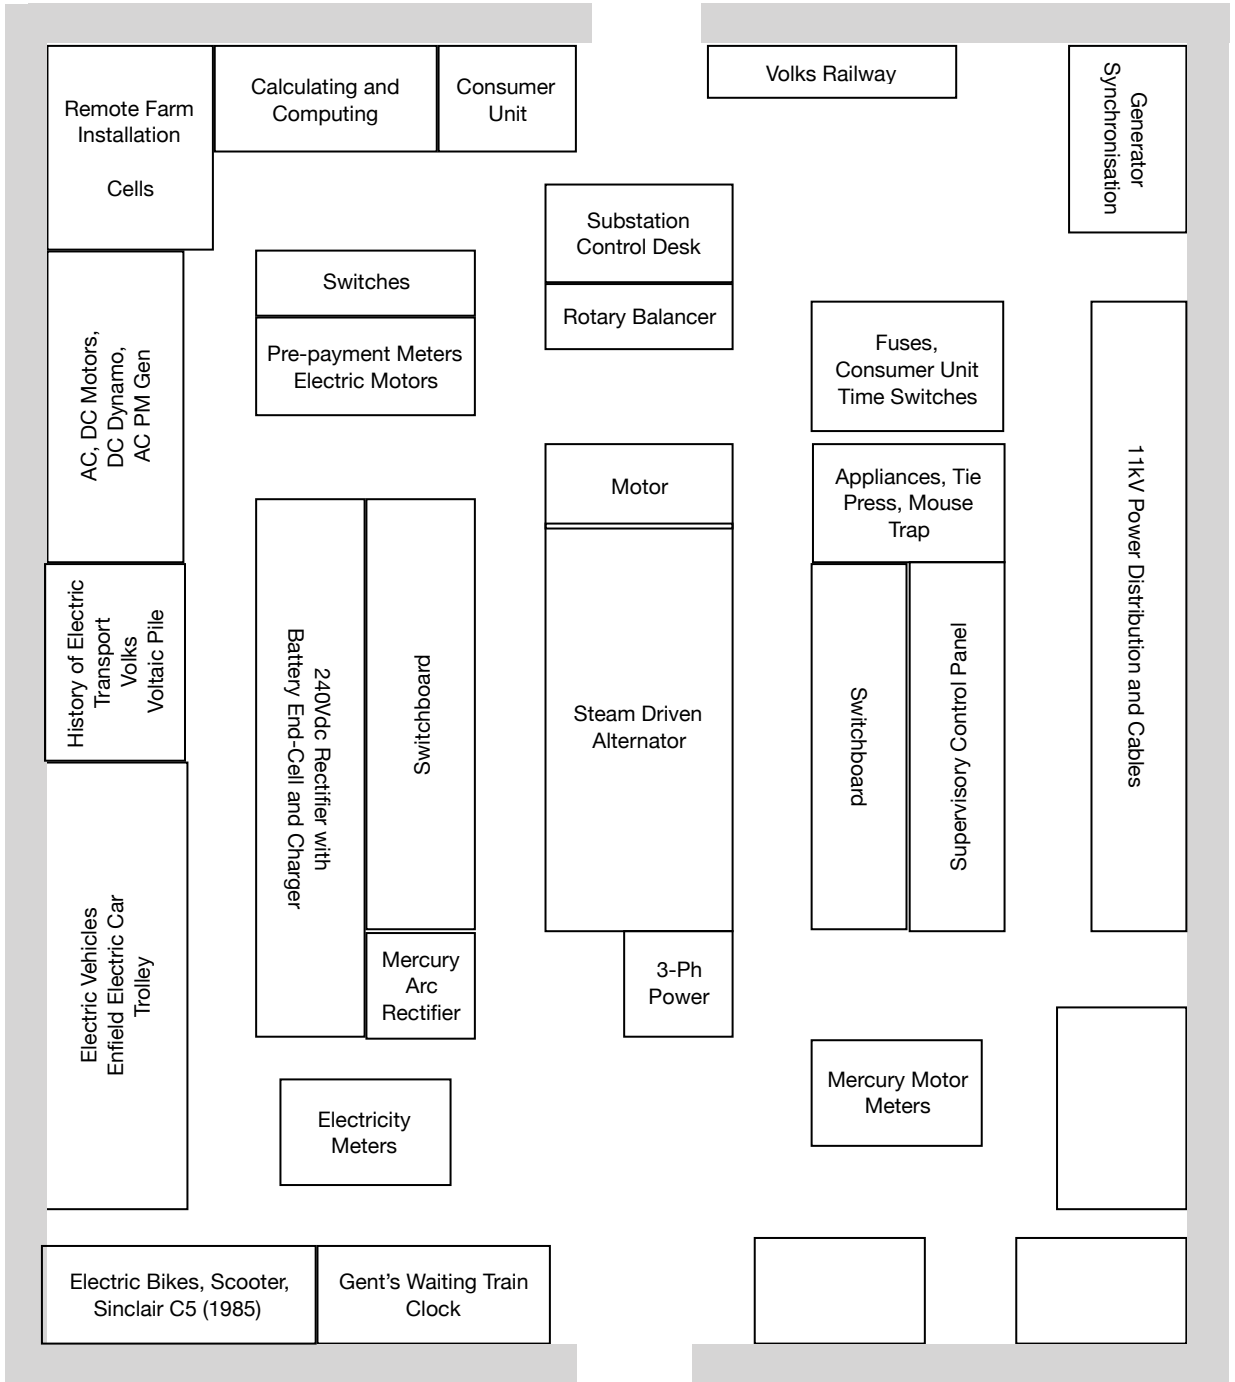 Remote Farm
Installation
Cells
Calculating and
Computing
Consumer
Unit
Volks Railway
Generator
Synchronisation
Substation
Control Desk
Rotary Balancer
Switches
Pre-payment Meters
Electric Motors
AC, DC Motors,
DC Dynamo,
AC PM Gen
Fuses,
Consumer Unit
Time Switches
Motor
Appliances, Tie
Press, Mouse
Trap
11kV Power Distribution and Cables
History of Electric
Transport
Volks
Voltaic Pile
240Vdc Rectifier with
Battery End-Cell and Charger
Switchboard
Steam Driven
Alternator
Switchboard
Supervisory Control Panel
Electric Vehicles
Enfield Electric Car
Trolley
Mercury
Arc
Rectifier
3-Ph
Power
Electricity
Meters
Mercury Motor
Meters
Electric Bikes, Scooter,
Sinclair C5 (1985)
Gent’s Waiting Train
Clock